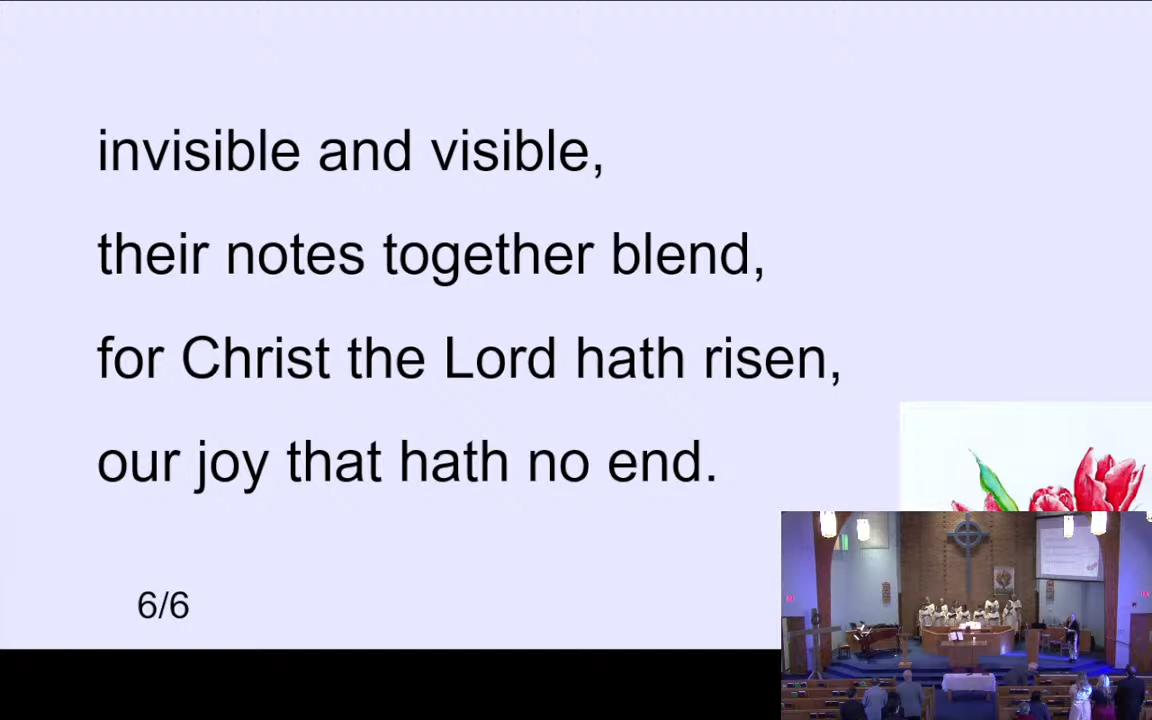 invisible and visible,
their notes together blend,
for Christ the Lord hath risen,
our joy that hath no end.
6/6